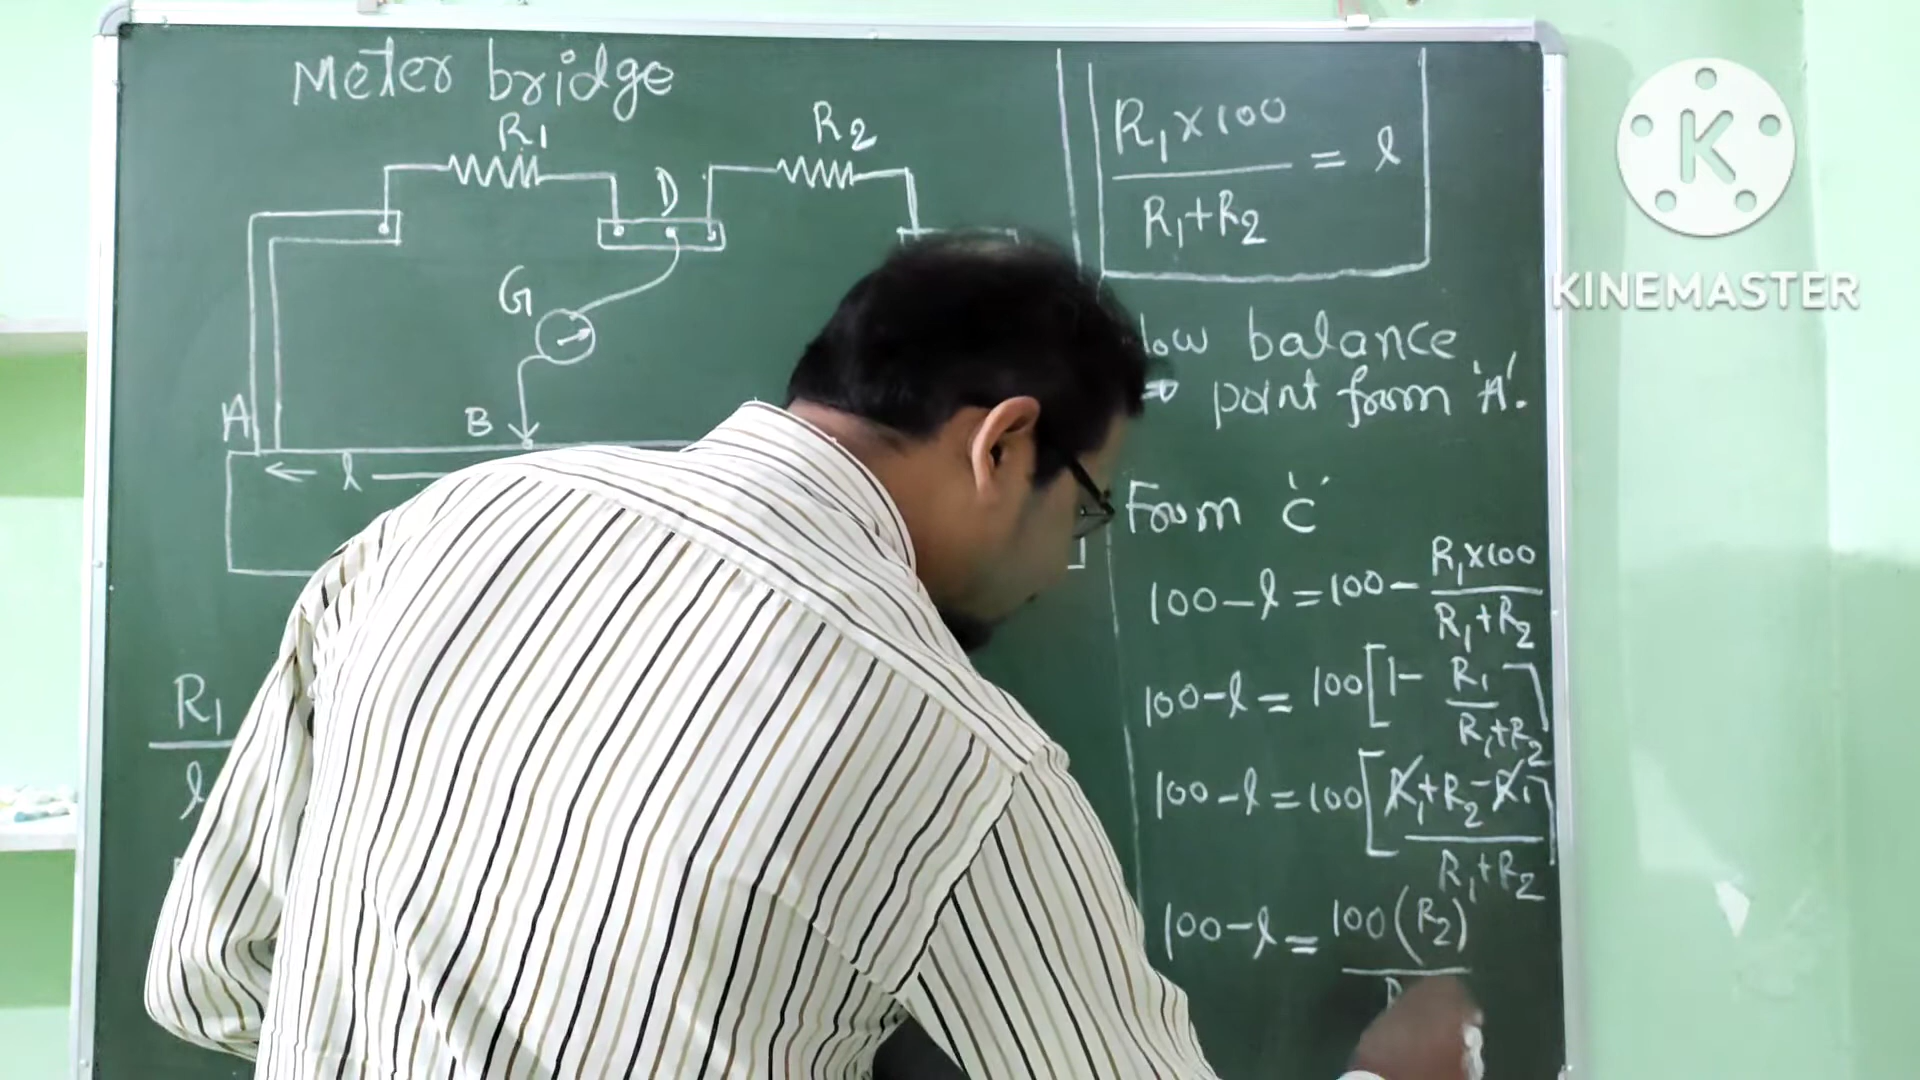 Meter bridge
R1
R2
D
G
A
B
l
R1
l
R1×100 / R1+R2 = l
balance
point from 'A'.
From 'C'
100-l = 100 - R1×100 / R1+R2
100-l = 100[1- R1 / R1+R2]
100-l = 100[R1+R2-R1 / R1+R2]
100-l = 100(R2)
K
KINEMASTER